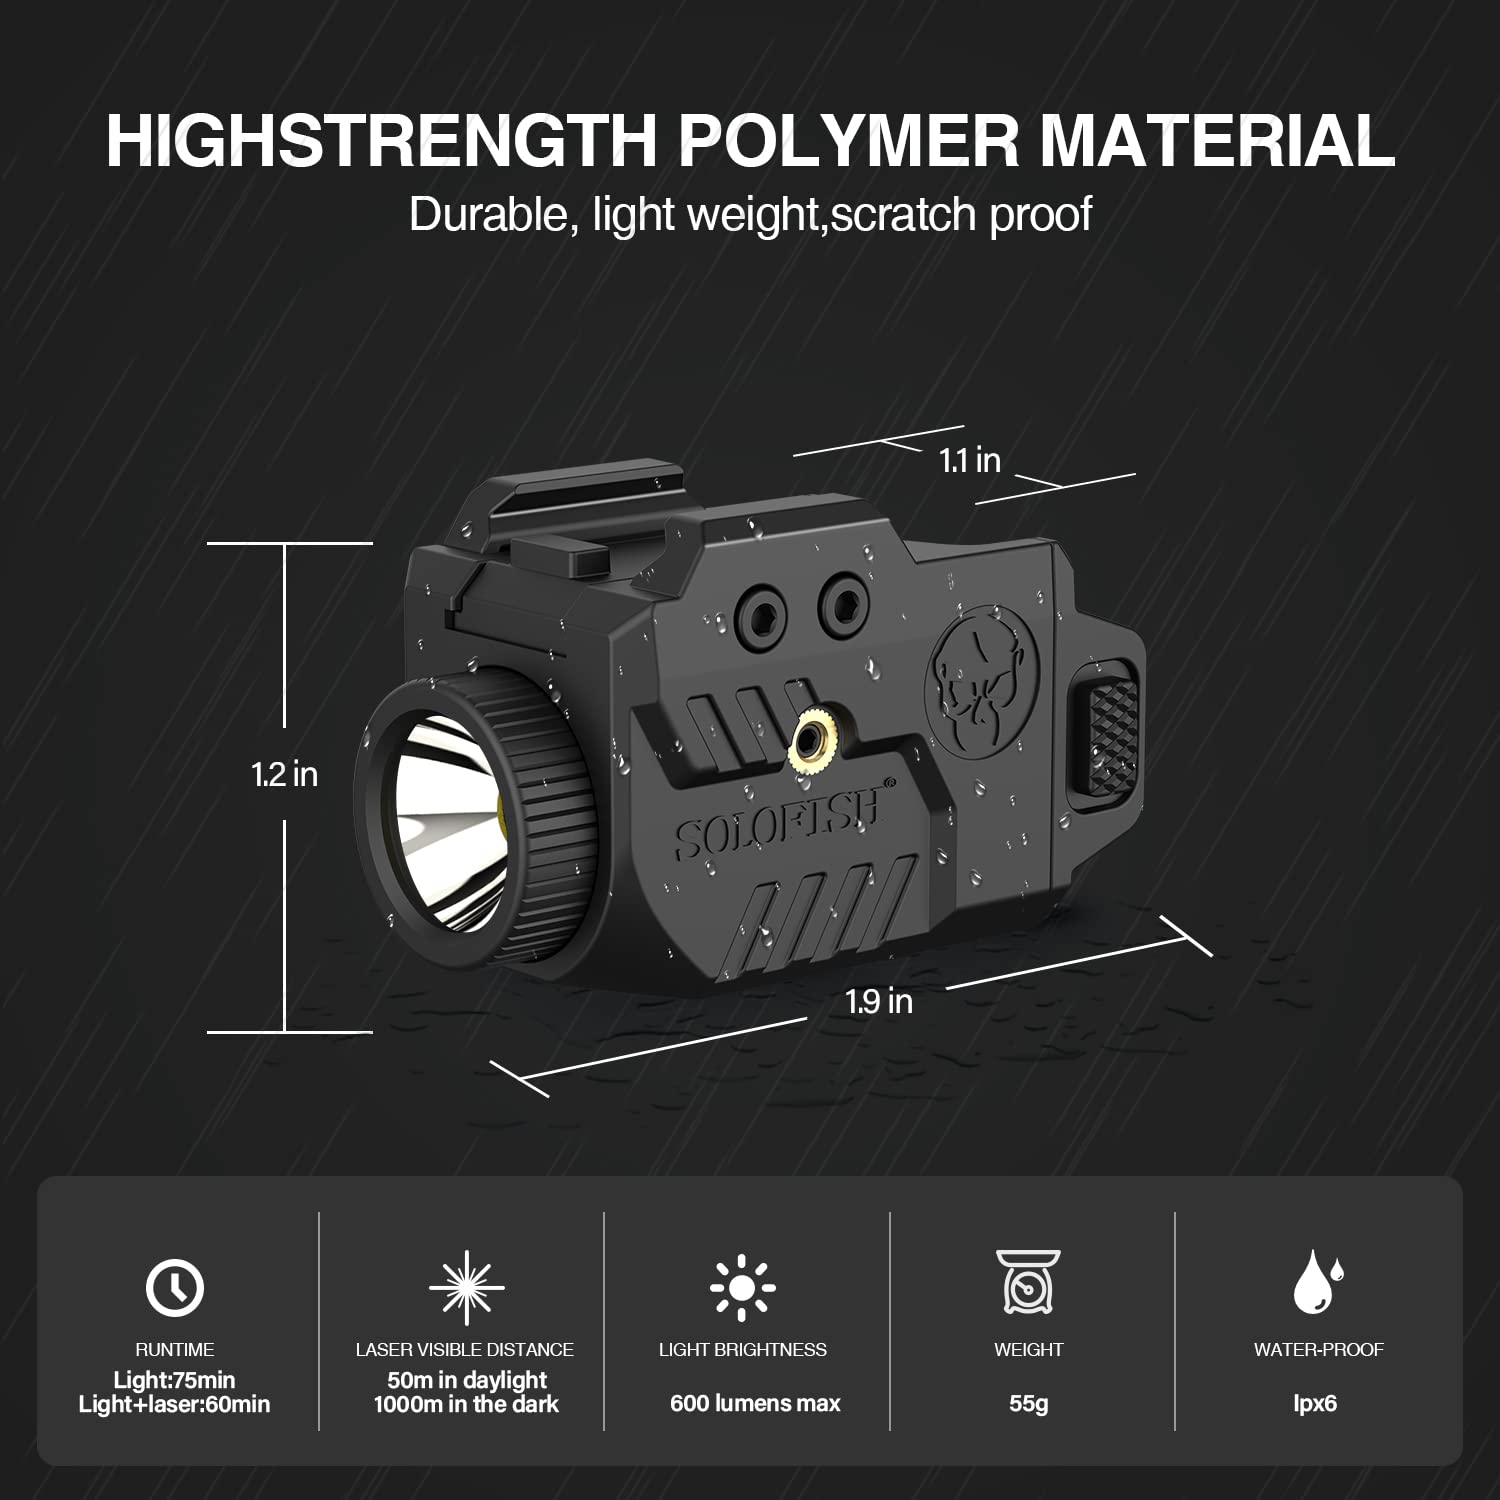 HIGHSTRENGTH POLYMER MATERIAL
Durable, light weight,scratch proof
1.1 in
1.2 in
SOLOFISH®
1.9 in
RUNTIME
Light:75min
Light+laser:60min
LASER VISIBLE DISTANCE
50m in daylight
1000m in the dark
LIGHT BRIGHTNESS
600 lumens max
WEIGHT
55g
WATER-PROOF
Ipx6